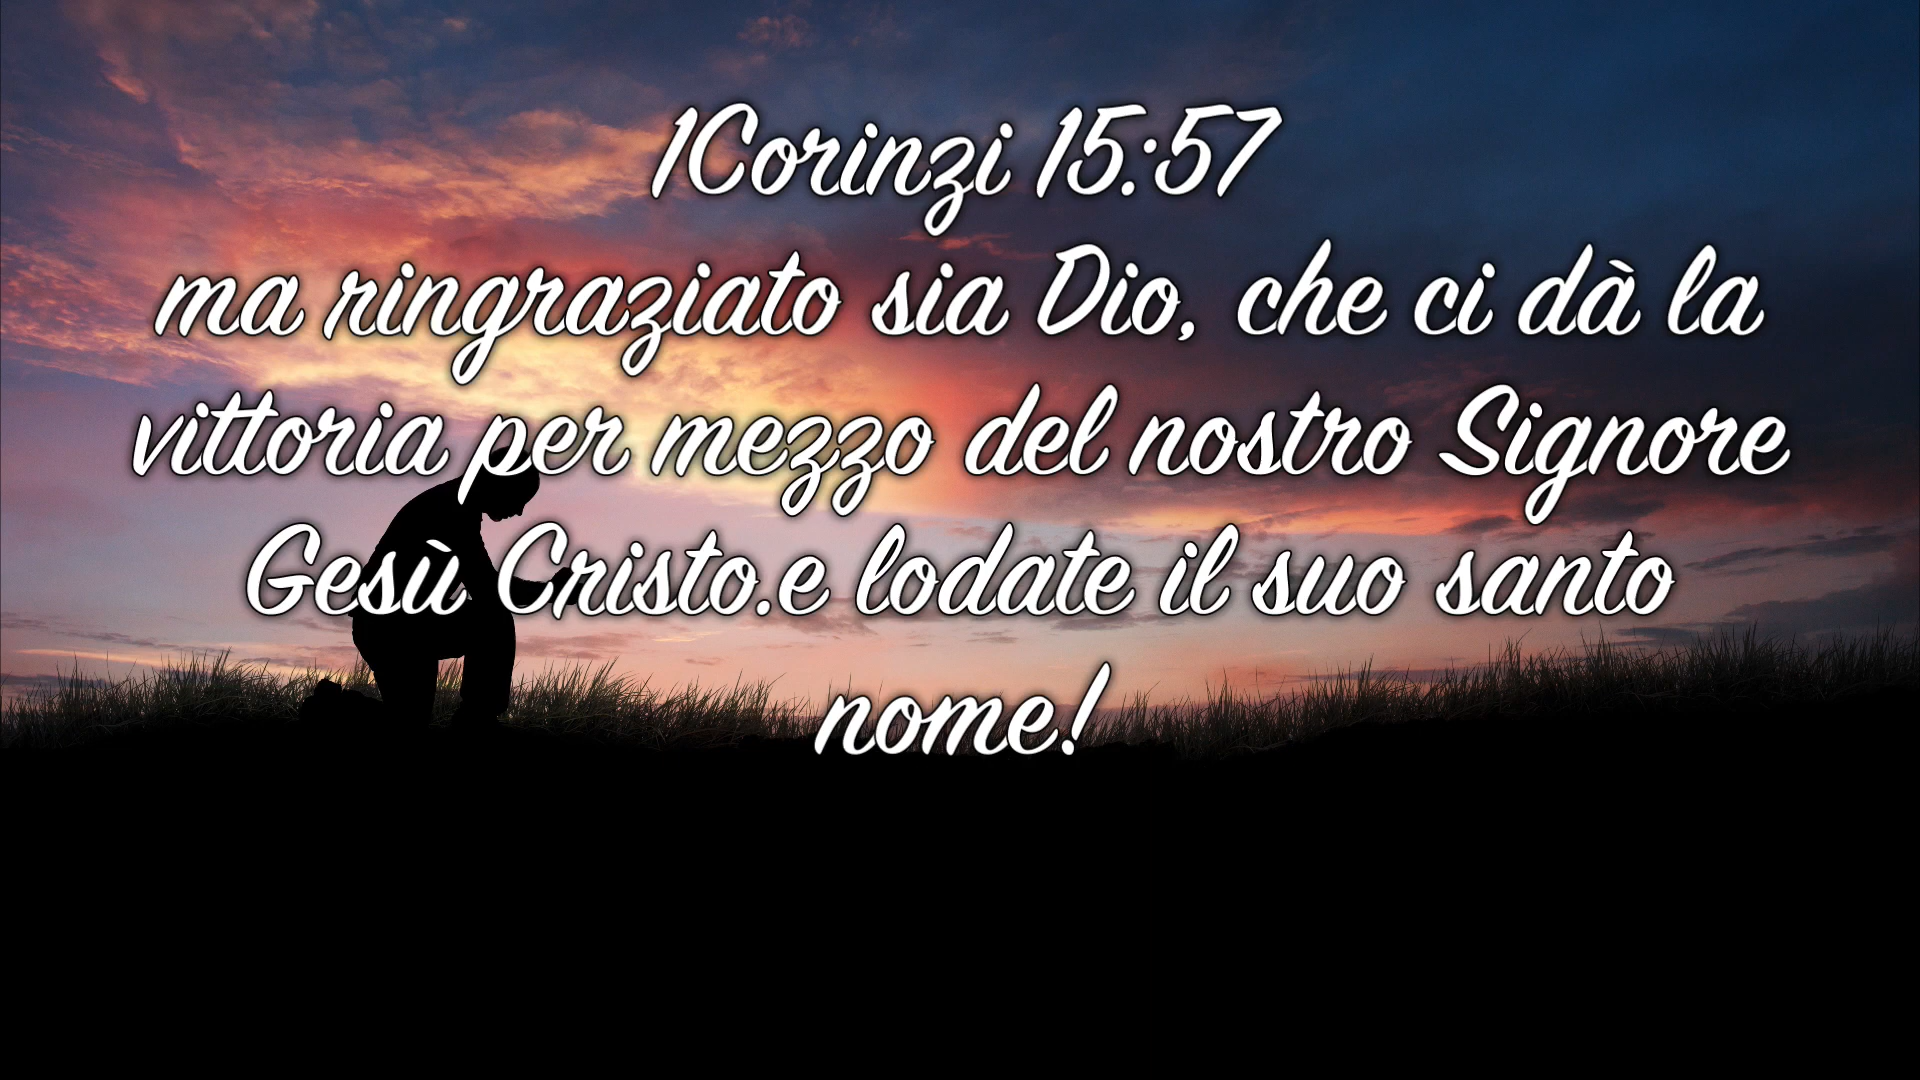 1Corinzi 15:57
ma ringraziato sia Dio, che ci dà la
vittoria per mezzo del nostro Signore
Gesù Cristo.e lodate il suo santo
nome!